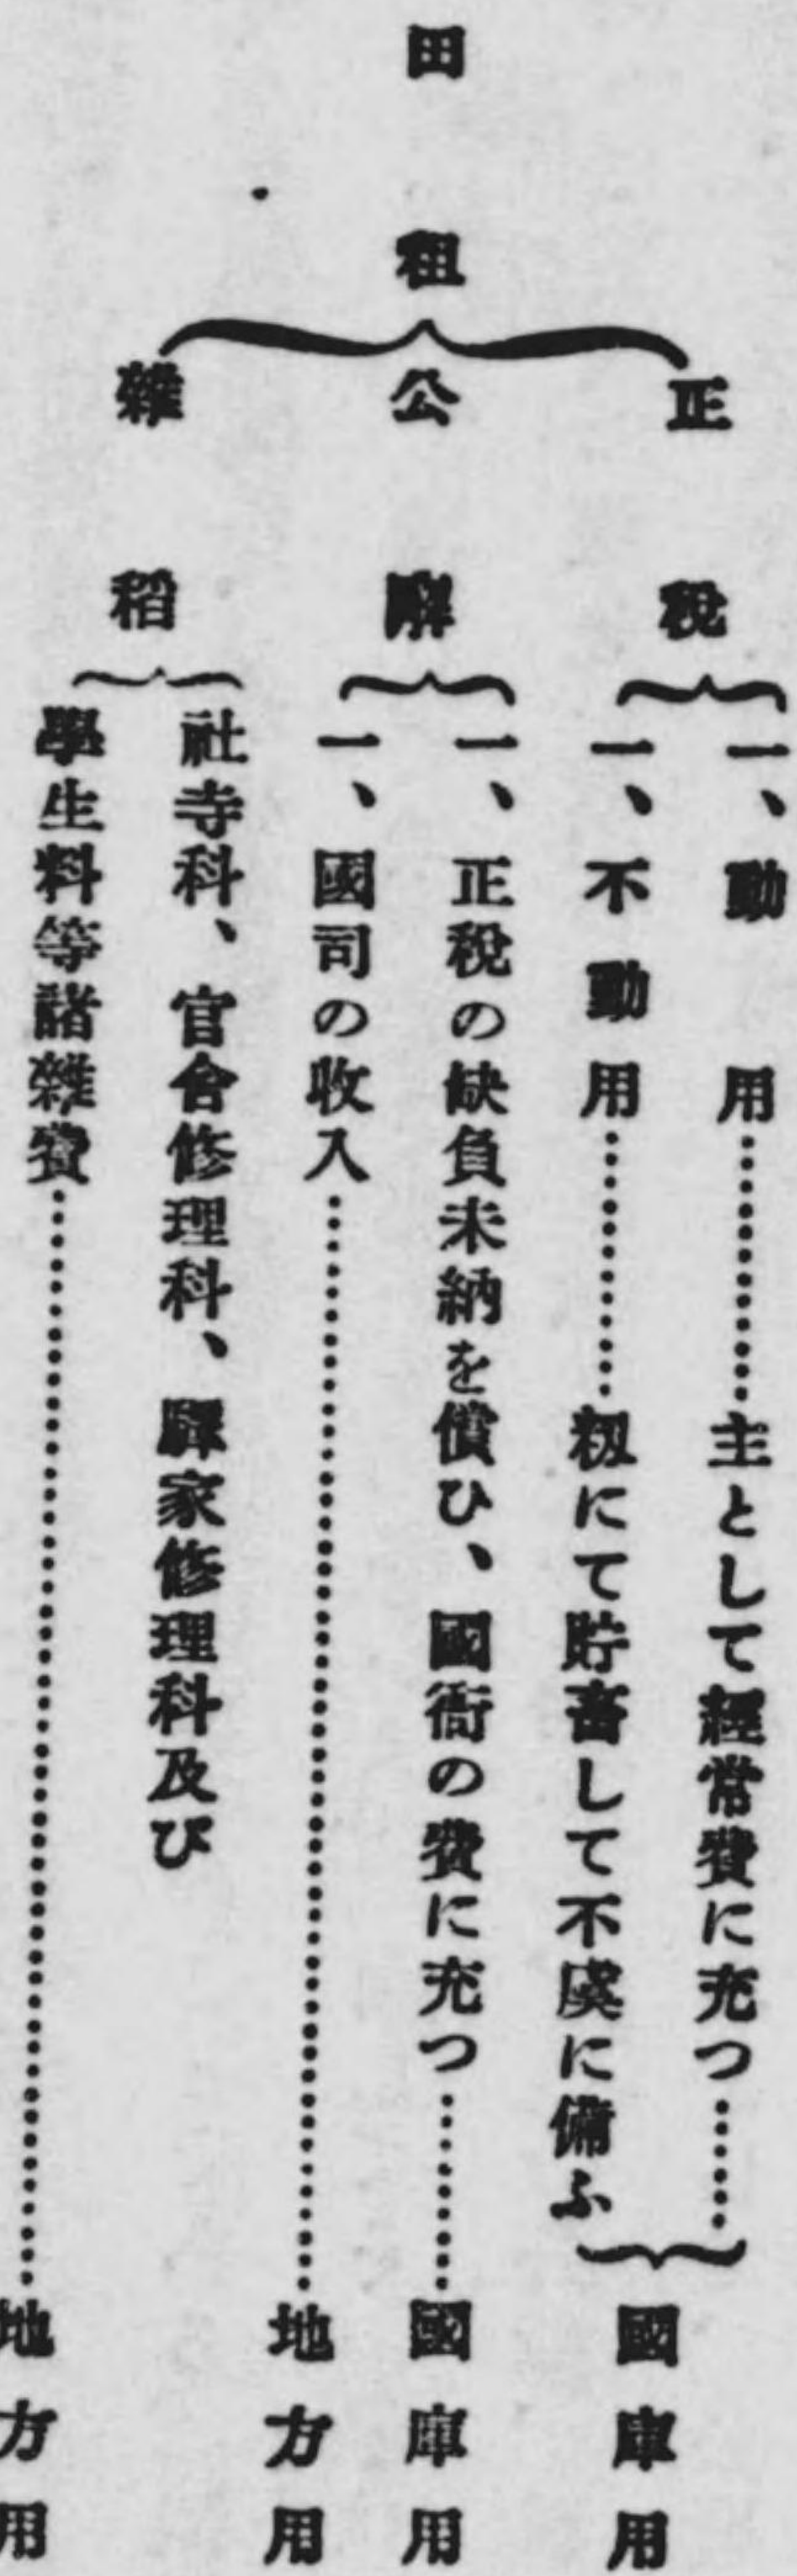 田租
正税
一、動用………主として經常費に充つ……
一、不動用………籾にて貯畜して不虞に備ふ
國庫用
公廨
一、正税の缺負未納を償ひ、國衙の費に充つ………國庫用
一、國司の收入………地方用
雜稻
社寺科、官舍修理科、驛家修理科及び
學生料等諸雜費………地方用